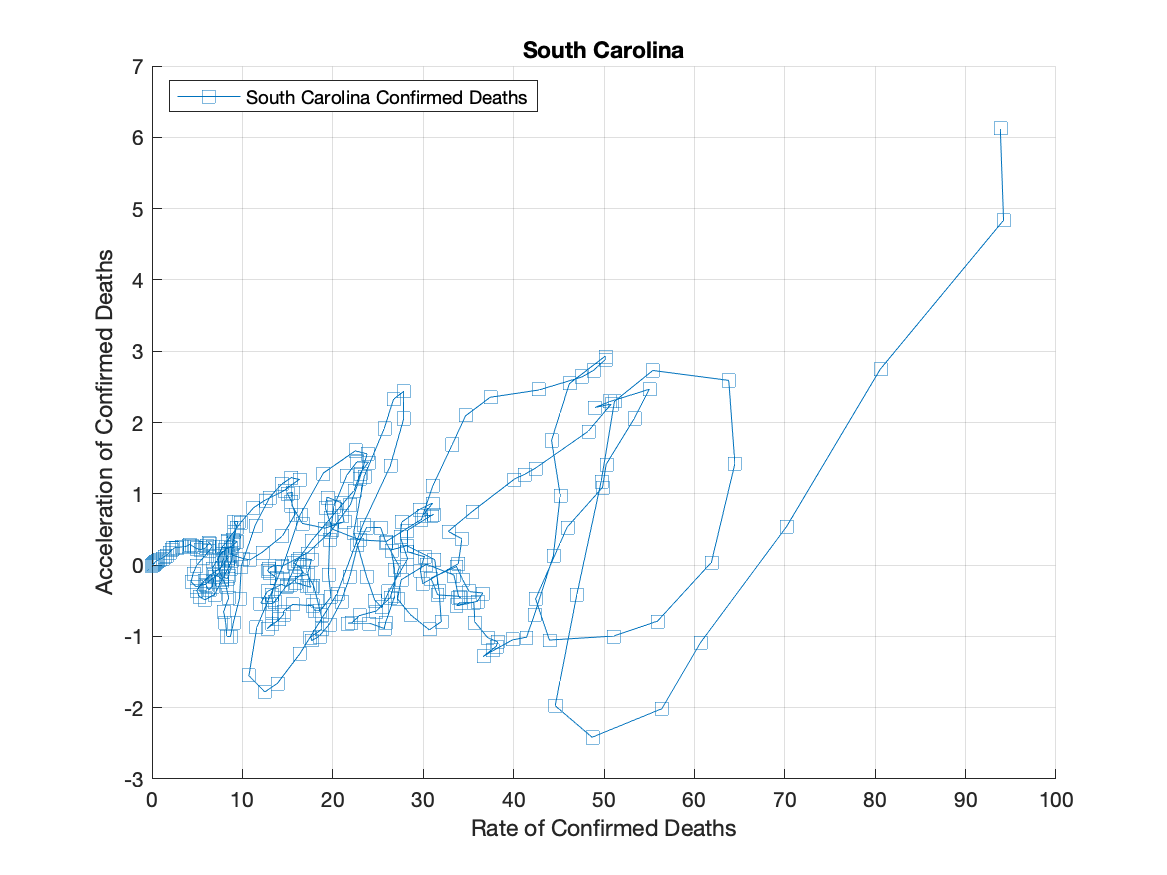 South Carolina
South Carolina Confirmed Deaths
7
6
5
4
3
2
1
0
-1
-2
-3
Acceleration of Confirmed Deaths
0 10 20 30 40 50 60 70 80 90 100
Rate of Confirmed Deaths